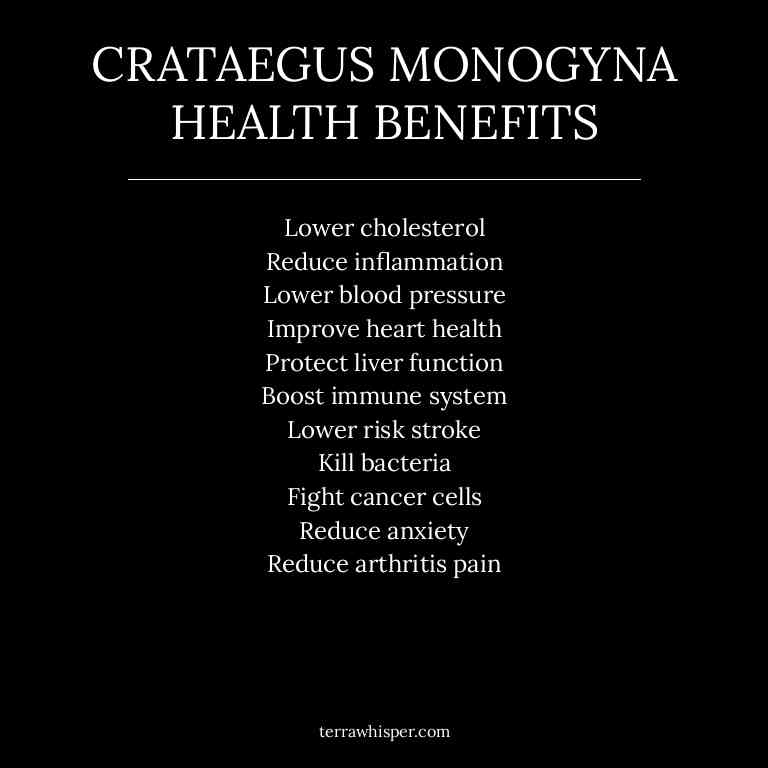 CRATAEGUS MONOGYNA
HEALTH BENEFITS
Lower cholesterol
Reduce inflammation
Lower blood pressure
Improve heart health
Protect liver function
Boost immune system
Lower risk stroke
Kill bacteria
Fight cancer cells
Reduce anxiety
Reduce arthritis pain
terrawhisper.com